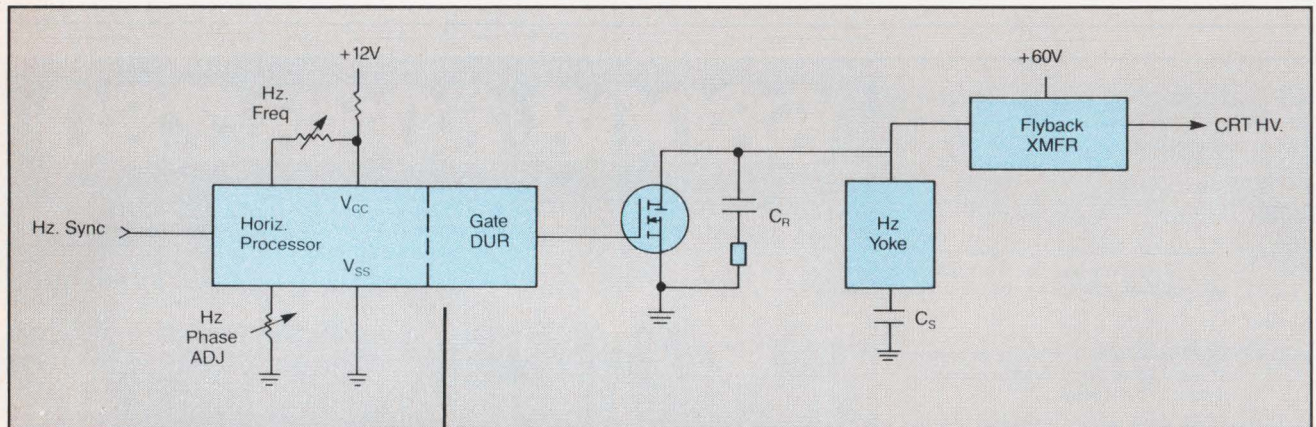 +12V
Hz.
Freq
+60V
Flyback
XMFR
CRT HV.
Hz. Sync
Horiz.
Processor
VCC
VSS
Gate
DUR
CR
Hz
Yoke
CS
Hz
Phase
ADJ